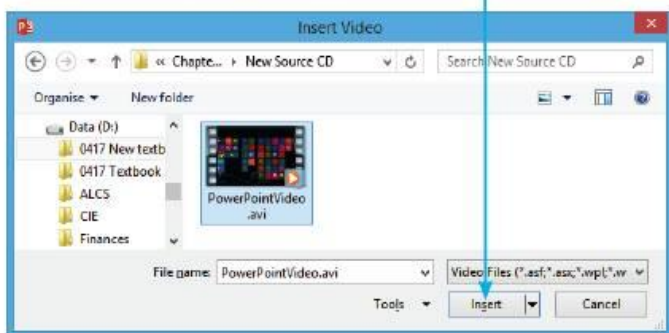 Insert Video
« Chapte... › New Source CD
Search New Source CD
Organise
New folder
Data (D:)
0417 New textb
0417 Textbook
ALCS
CIE
Finances
PowerPointVideo
.avi
File name: PowerPointVideo.avi
Video Files (*.asf;*.asx;*.wpl;*.w
Tools
Insert
Cancel